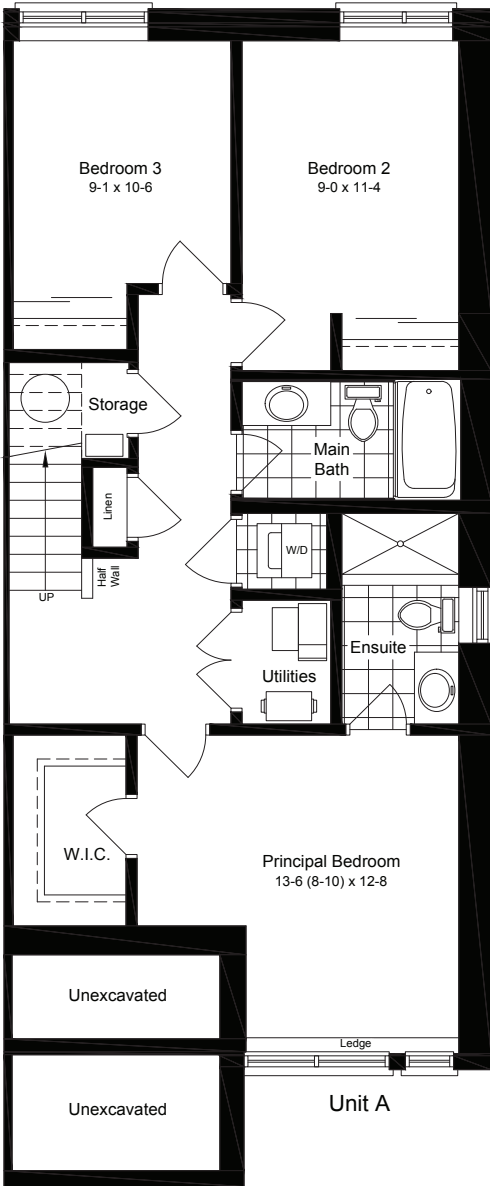 Bedroom 3
9-1 x 10-6
Bedroom 2
9-0 x 11-4
Storage
Main
Bath
Linen
W/D
Half
Wall
UP
Ensuite
Utilities
W.I.C.
Principal Bedroom
13-6 (8-10) x 12-8
Unexcavated
Ledge
Unexcavated
Unit A